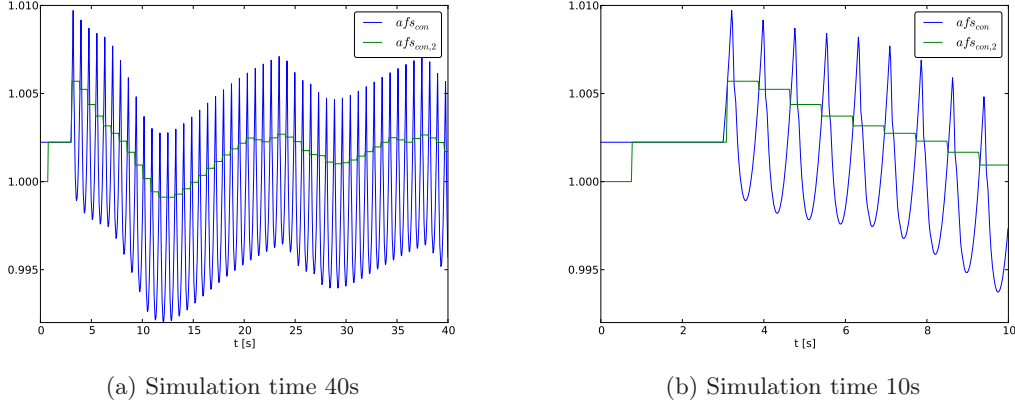 1.010
1.005
1.000
0.995
0 5 10 15 20 25 30 35 40
t [s]
afs_con
afs_con,2
(a) Simulation time 40s
1.010
1.005
1.000
0.995
0 2 4 6 8 10
t [s]
afs_con
afs_con,2
(b) Simulation time 10s